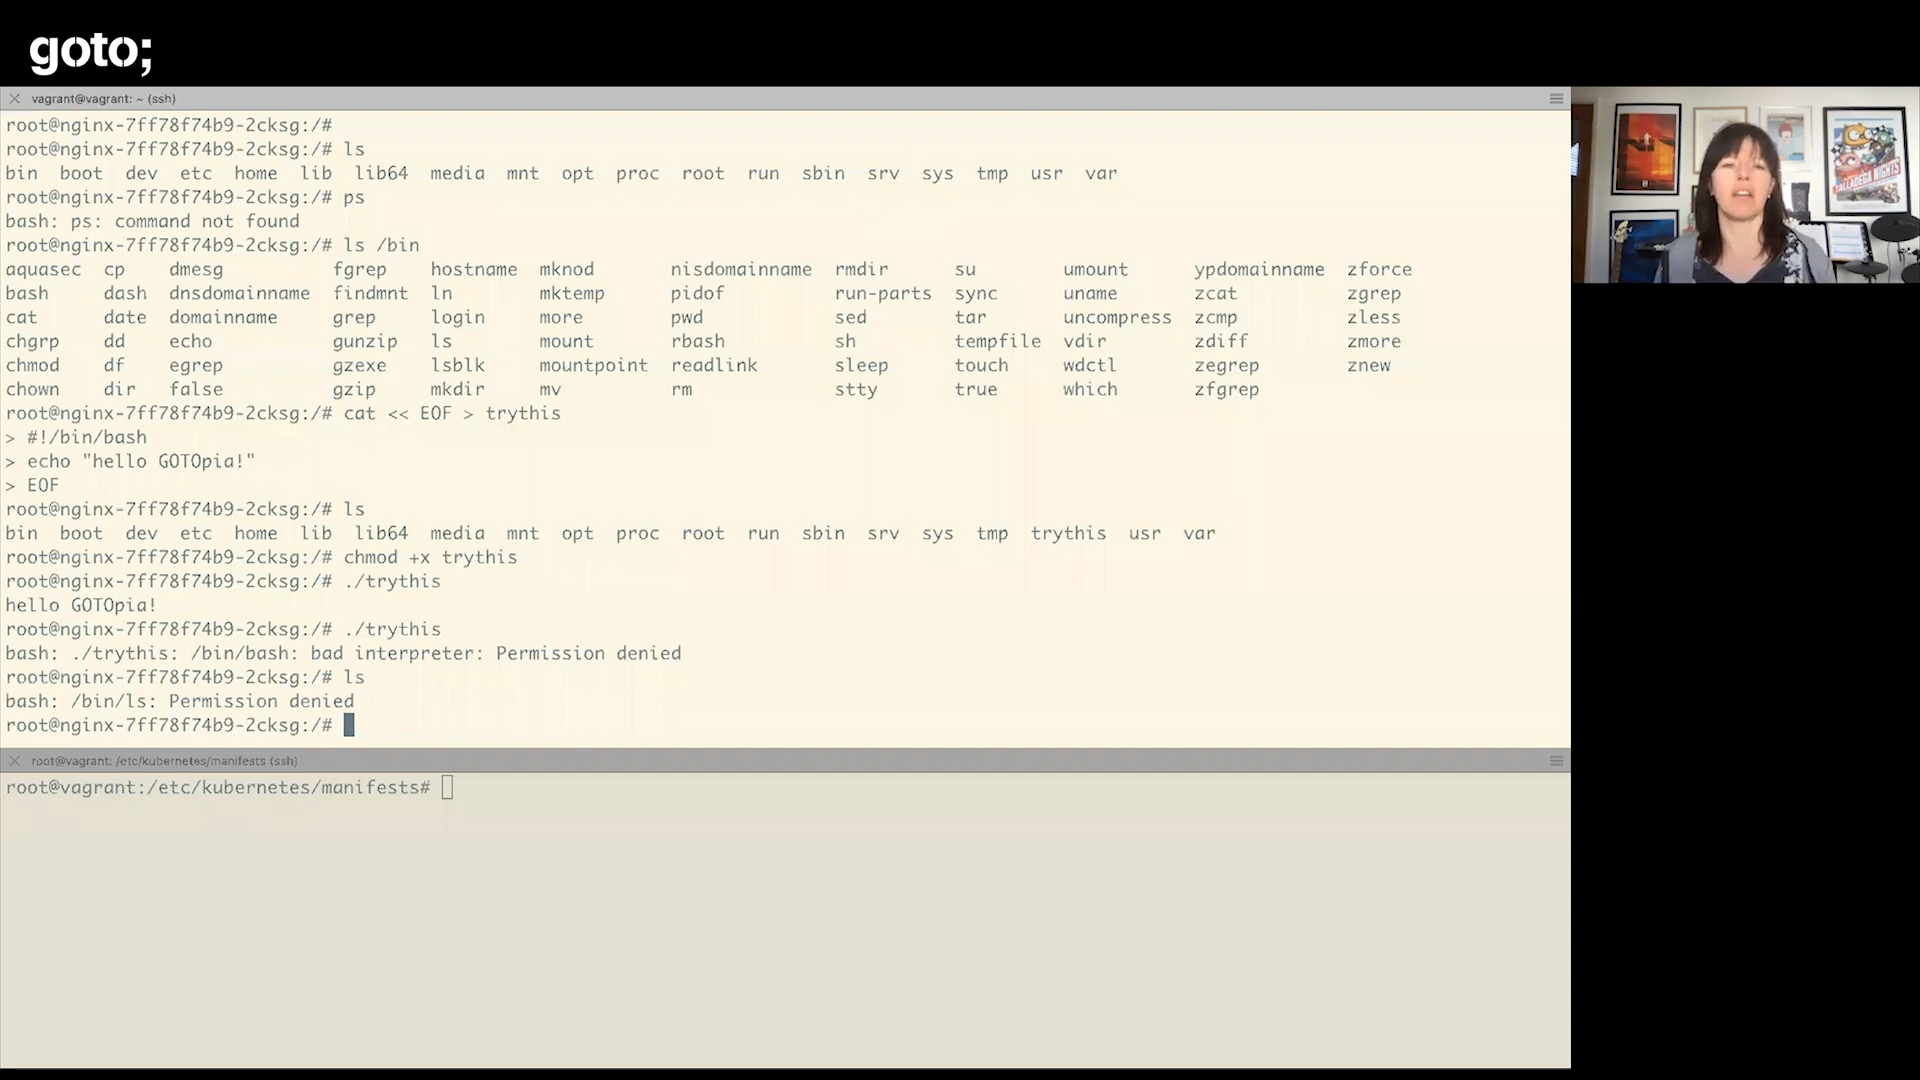 goto;
vagrant@vagrant: ~ (ssh)
root@nginx-7ff78f74b9-2cksg:/#
root@nginx-7ff78f74b9-2cksg:/# ls
bin boot dev etc home lib lib64 media mnt opt proc root run sbin srv sys tmp usr var
root@nginx-7ff78f74b9-2cksg:/# ps
bash: ps: command not found
root@nginx-7ff78f74b9-2cksg:/# ls /bin
aquasec cp dmesg fgrep hostname mknod nisdomainname rmdir su umount ypdomainname zforce
bash dash dnsdomainname findmnt ln mktemp pidof run-parts sync uname zcat zgrep
cat date domainname grep login more pwd sed tar uncompress zcmp zless
chgrp dd echo gunzip ls mount rbash sh tempfile vdir zdiff zmore
chmod df egrep gzexe lsblk mountpoint readlink sleep touch wdctl zegrep znew
chown dir false gzip mkdir mv rm stty true which zfgrep
root@nginx-7ff78f74b9-2cksg:/# cat << EOF > trythis
> #!/bin/bash
> echo "hello GOTOpia!"
> EOF
root@nginx-7ff78f74b9-2cksg:/# ls
bin boot dev etc home lib lib64 media mnt opt proc root run sbin srv sys tmp trythis usr var
root@nginx-7ff78f74b9-2cksg:/# chmod +x trythis
root@nginx-7ff78f74b9-2cksg:/# ./trythis
hello GOTOpia!
root@nginx-7ff78f74b9-2cksg:/# ./trythis
bash: ./trythis: /bin/bash: bad interpreter: Permission denied
root@nginx-7ff78f74b9-2cksg:/# ls
bash: /bin/ls: Permission denied
root@nginx-7ff78f74b9-2cksg:/#
root@vagrant: /etc/kubernetes/manifests (ssh)
root@vagrant:/etc/kubernetes/manifests#
TALLADEGA NIGHTS